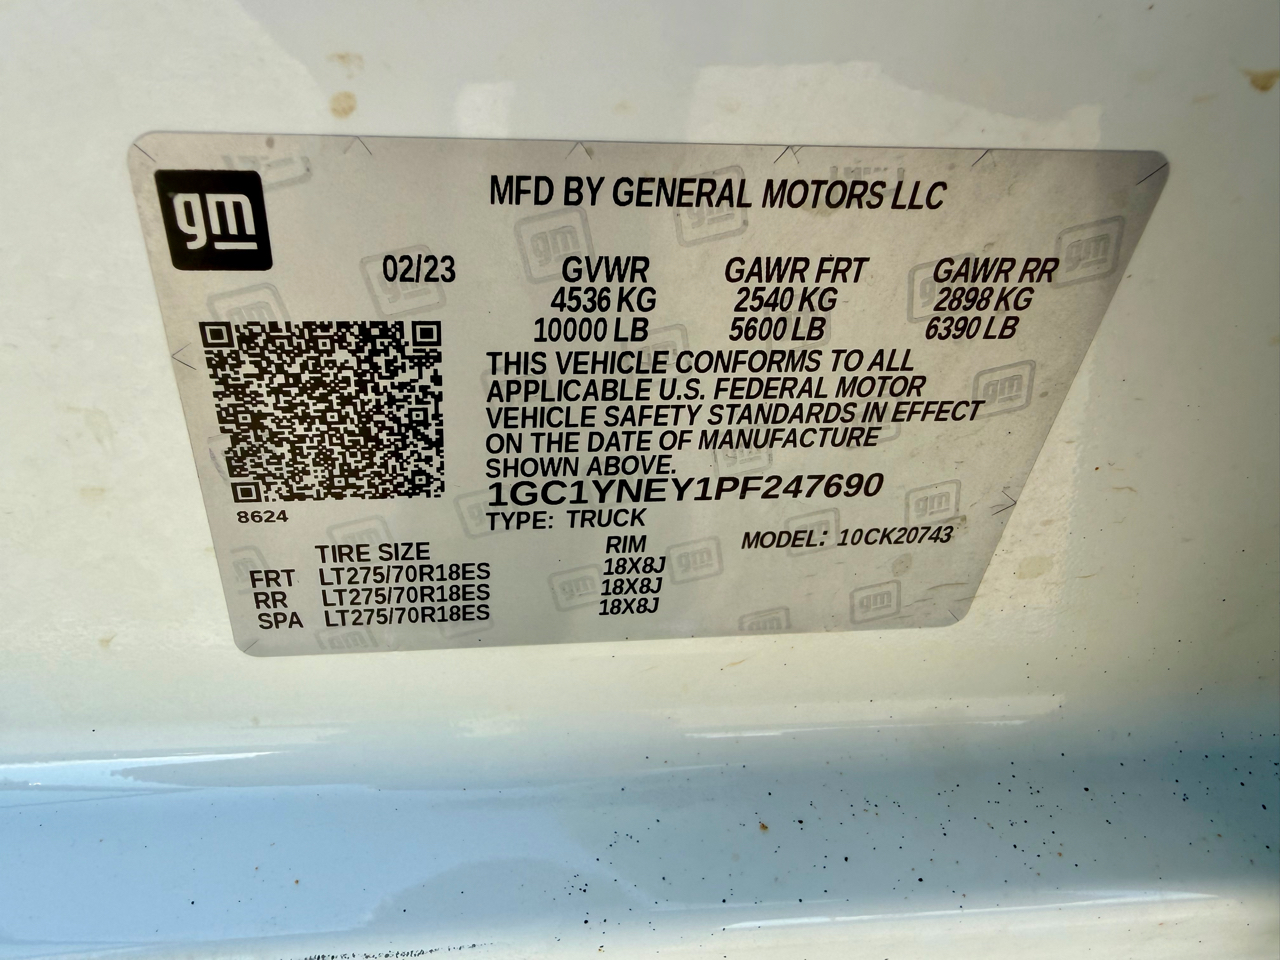 gm
MFD BY GENERAL MOTORS LLC
02/23 GVWR GAWR FRT GAWR RR
4536 KG 2540 KG 2898 KG
10000 LB 5600 LB 6390 LB
THIS VEHICLE CONFORMS TO ALL
APPLICABLE U.S. FEDERAL MOTOR
VEHICLE SAFETY STANDARDS IN EFFECT
ON THE DATE OF MANUFACTURE
SHOWN ABOVE.
1GC1YNEY1PF247690
8624
TYPE: TRUCK
TIRE SIZE RIM MODEL: 10CK20743
FRT LT275/70R18ES 18X8J
RR LT275/70R18ES 18X8J
SPA LT275/70R18ES 18X8J